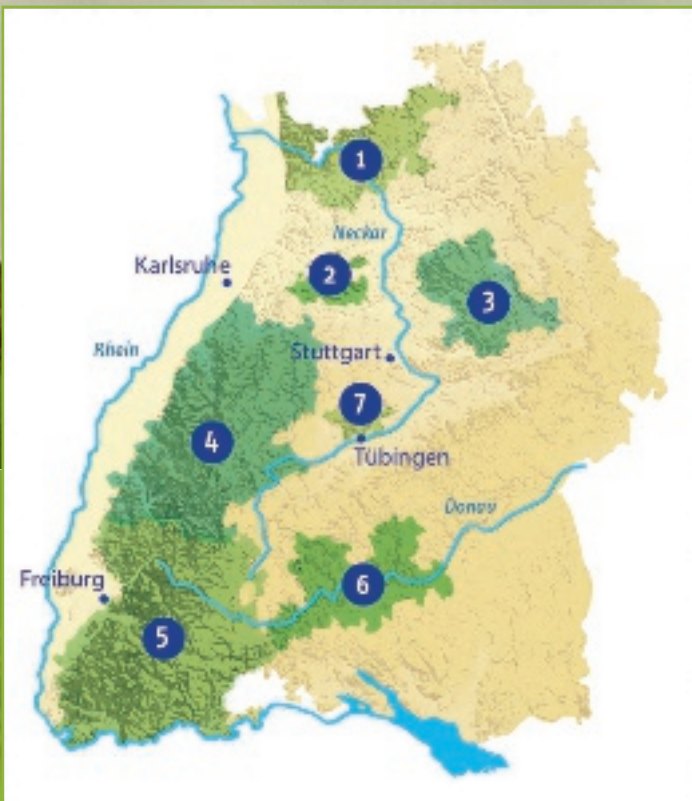 1
Neckar
Karlsruhe
2
3
Rhein
Stuttgart
7
4
Tübingen
Donau
Freiburg
6
5